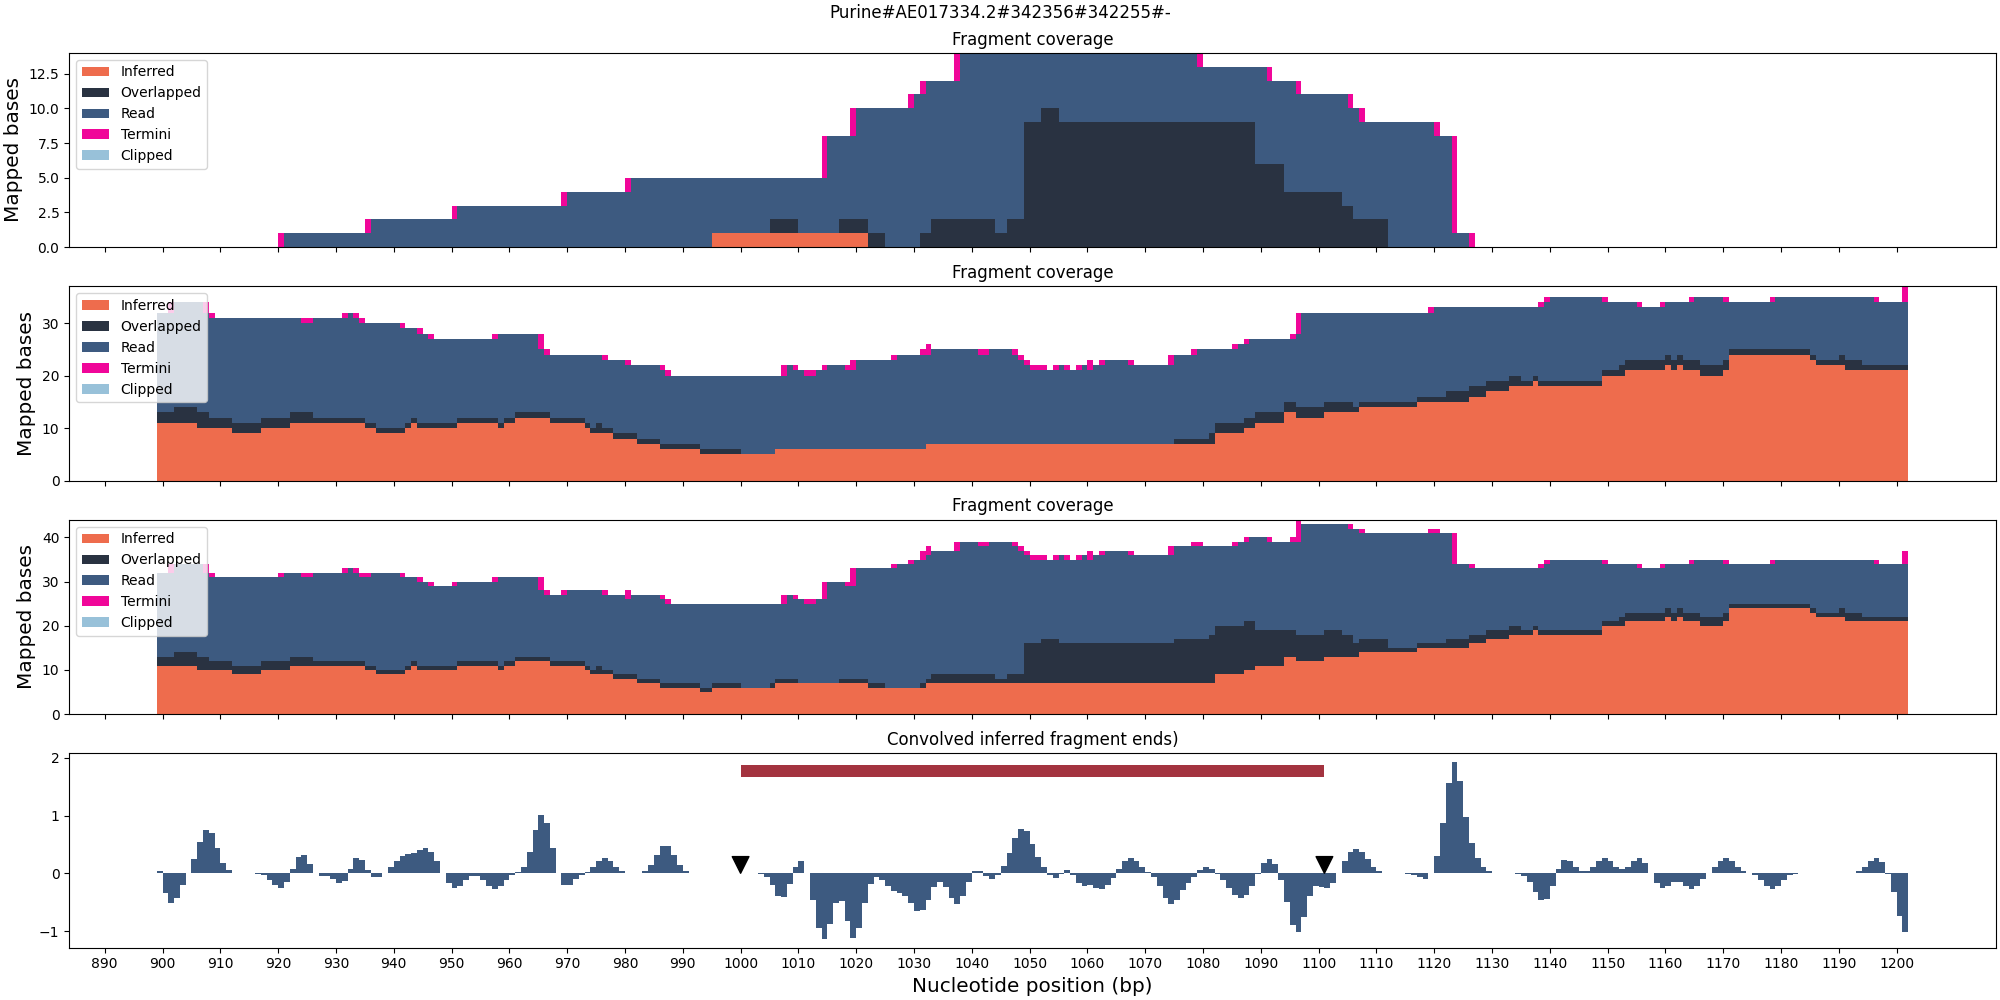 Purine#AE017334.2#342356#342255#-
Fragment coverage
Mapped bases
12.5
10.0
7.5
5.0
2.5
0.0
Inferred
Overlapped
Read
Termini
Clipped
Fragment coverage
Mapped bases
30
20
10
0
Inferred
Overlapped
Read
Termini
Clipped
Fragment coverage
Mapped bases
40
30
20
10
0
Inferred
Overlapped
Read
Termini
Clipped
Convolved inferred fragment ends)
2
1
0
−1
890 900 910 920 930 940 950 960 970 980 990 1000 1010 1020 1030 1040 1050 1060 1070 1080 1090 1100 1110 1120 1130 1140 1150 1160 1170 1180 1190 1200
Nucleotide position (bp)